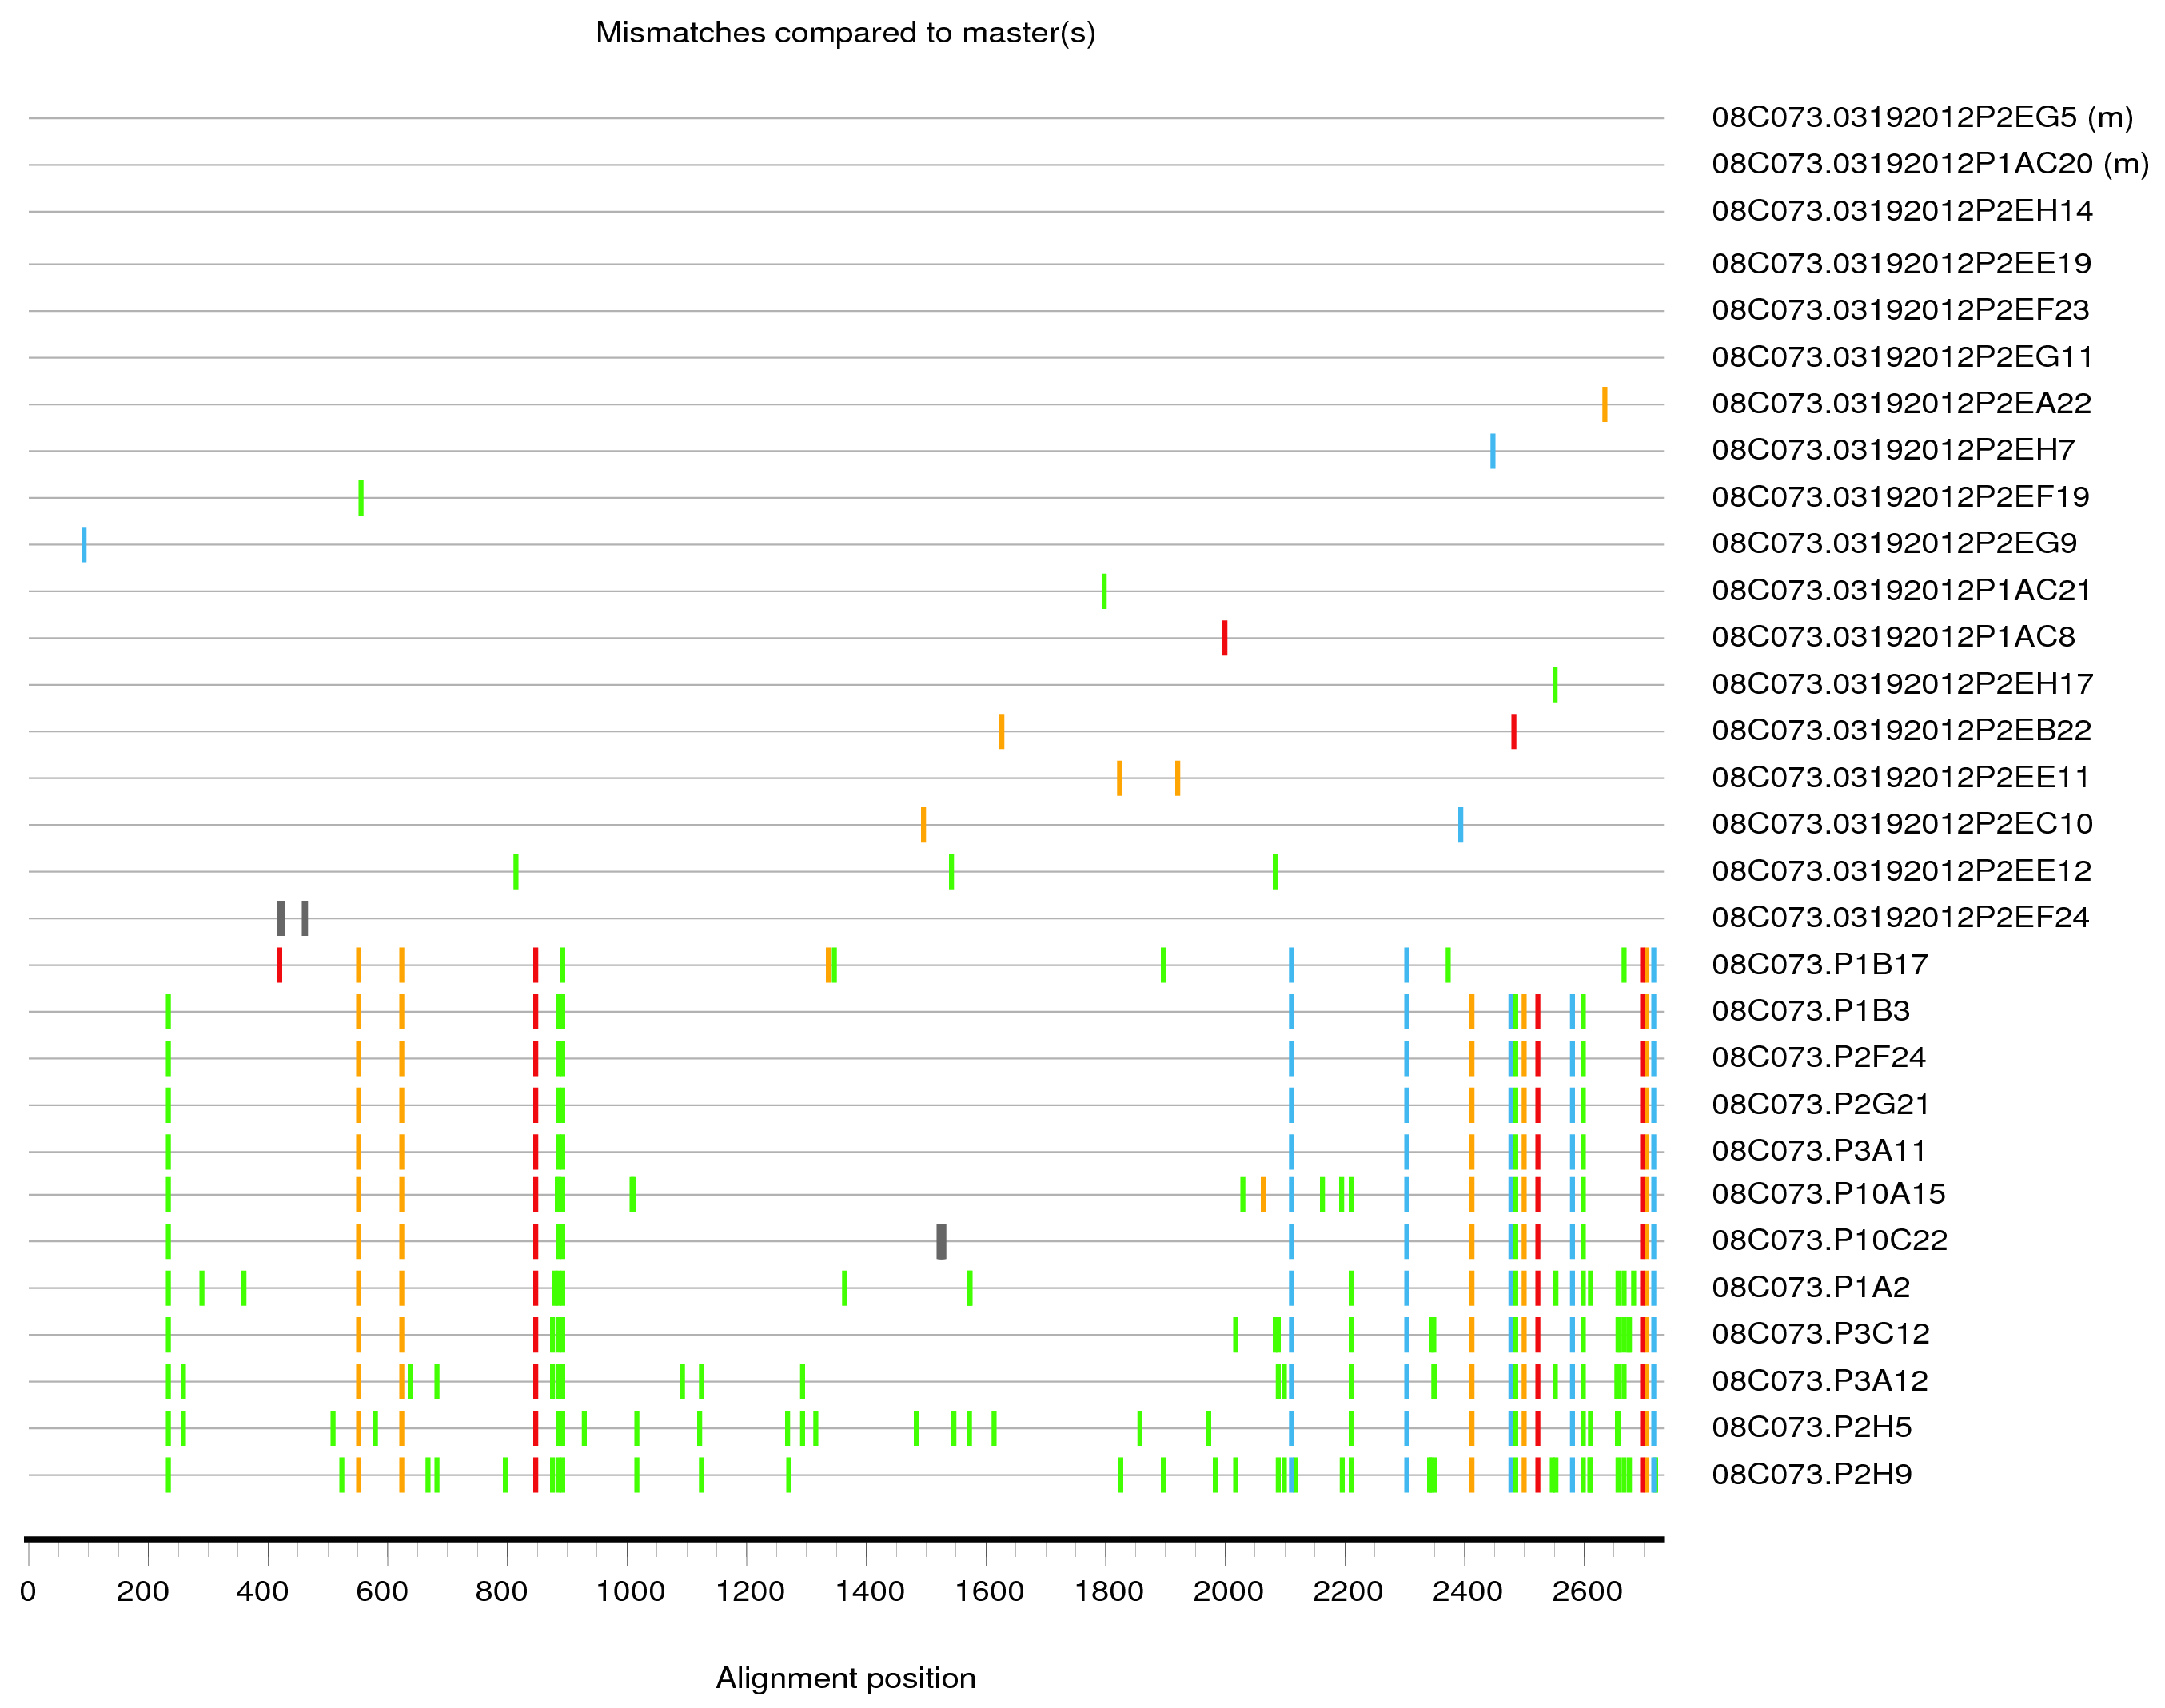 Mismatches compared to master(s)
08C073.03192012P2EG5 (m)
08C073.03192012P1AC20 (m)
08C073.03192012P2EH14
08C073.03192012P2EE19
08C073.03192012P2EF23
08C073.03192012P2EG11
08C073.03192012P2EA22
08C073.03192012P2EH7
08C073.03192012P2EF19
08C073.03192012P2EG9
08C073.03192012P1AC21
08C073.03192012P1AC8
08C073.03192012P2EH17
08C073.03192012P2EB22
08C073.03192012P2EE11
08C073.03192012P2EC10
08C073.03192012P2EE12
08C073.03192012P2EF24
08C073.P1B17
08C073.P1B3
08C073.P2F24
08C073.P2G21
08C073.P3A11
08C073.P10A15
08C073.P10C22
08C073.P1A2
08C073.P3C12
08C073.P3A12
08C073.P2H5
08C073.P2H9
0 200 400 600 800 1000 1200 1400 1600 1800 2000 2200 2400 2600
Alignment position